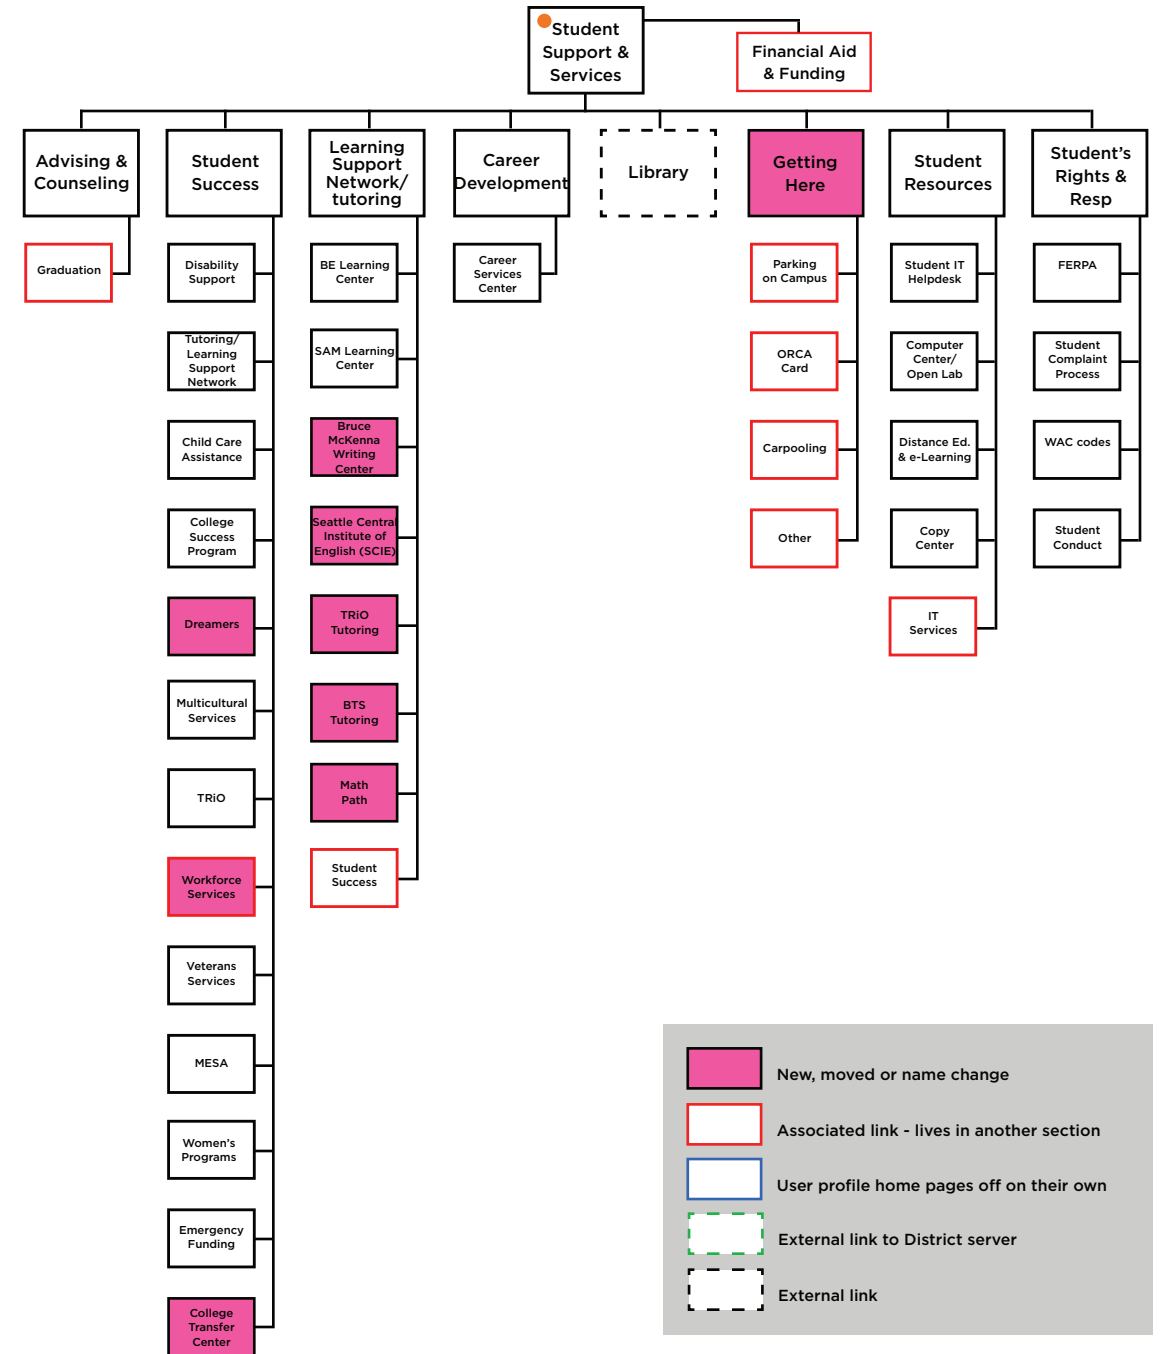 Student
Support &
Services
Financial Aid
& Funding
Advising &
Counseling
Student
Success
Learning
Support
Network/
tutoring
Career
Development
Library
Getting
Here
Student
Resources
Student's
Rights &
Resp
Graduation
Disability
Support
Tutoring/
Learning
Support
Network
Child Care
Assistance
College
Success
Program
Dreamers
Multicultural
Services
TRiO
Workforce
Services
Veterans
Services
MESA
Women's
Programs
Emergency
Funding
College
Transfer
Center
BE Learning
Center
SAM Learning
Center
Bruce
McKenna
Writing
Center
Seattle Central
Institute of
English (SCIE)
TRiO
Tutoring
BTS
Tutoring
Math
Path
Student
Success
Career
Services
Center
Parking
on Campus
ORCA
Card
Carpooling
Other
Student IT
Helpdesk
Computer
Center/
Open Lab
Distance Ed.
& e-Learning
Copy
Center
IT
Services
FERPA
Student
Complaint
Process
WAC codes
Student
Conduct
New, moved or name change
Associated link - lives in another section
User profile home pages off on their own
External link to District server
External link